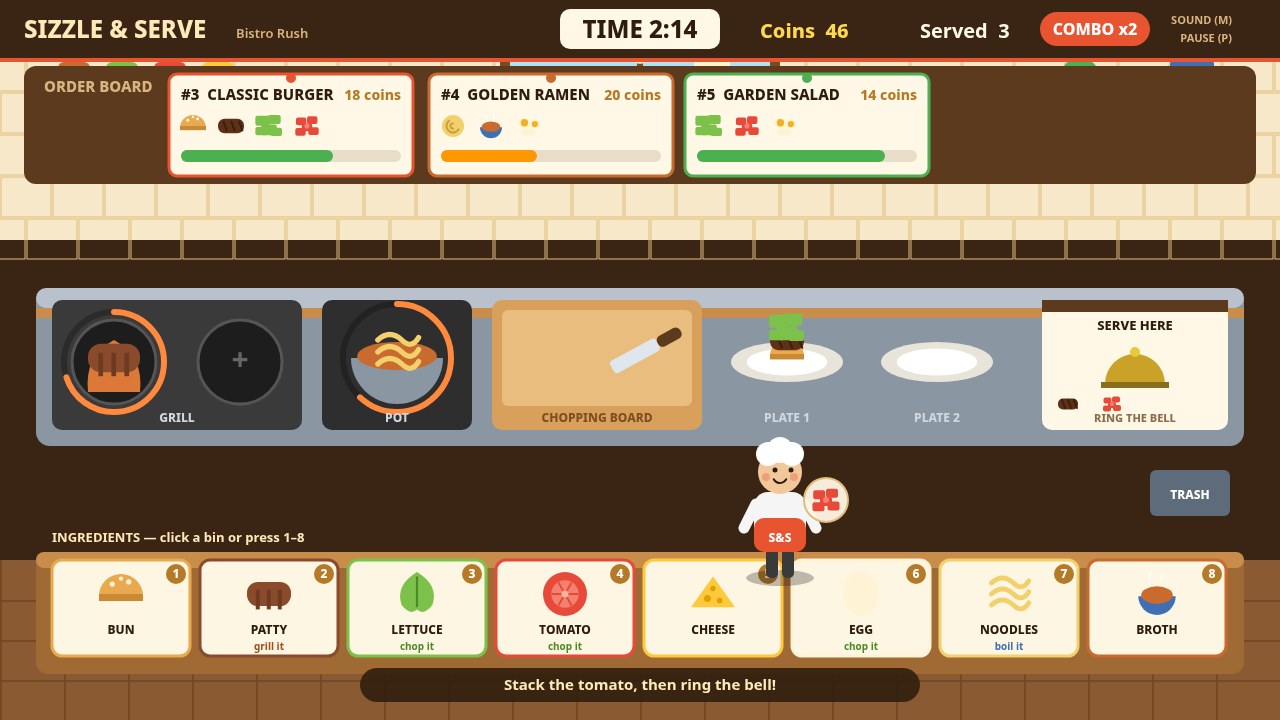 SIZZLE & SERVE
Bistro Rush
TIME 2:14
Coins 46
Served 3
COMBO x2
SOUND (M)
PAUSE (P)
ORDER BOARD
#3 CLASSIC BURGER 18 coins
#4 GOLDEN RAMEN 20 coins
#5 GARDEN SALAD 14 coins
SERVE HERE
+
GRILL
POT
CHOPPING BOARD
PLATE 1
PLATE 2
RING THE BELL
TRASH
S&S
INGREDIENTS — click a bin or press 1–8
1
2
3
4
6
7
8
BUN
PATTY
LETTUCE
TOMATO
CHEESE
EGG
NOODLES
BROTH
grill it
chop it
chop it
chop it
boil it
Stack the tomato, then ring the bell!